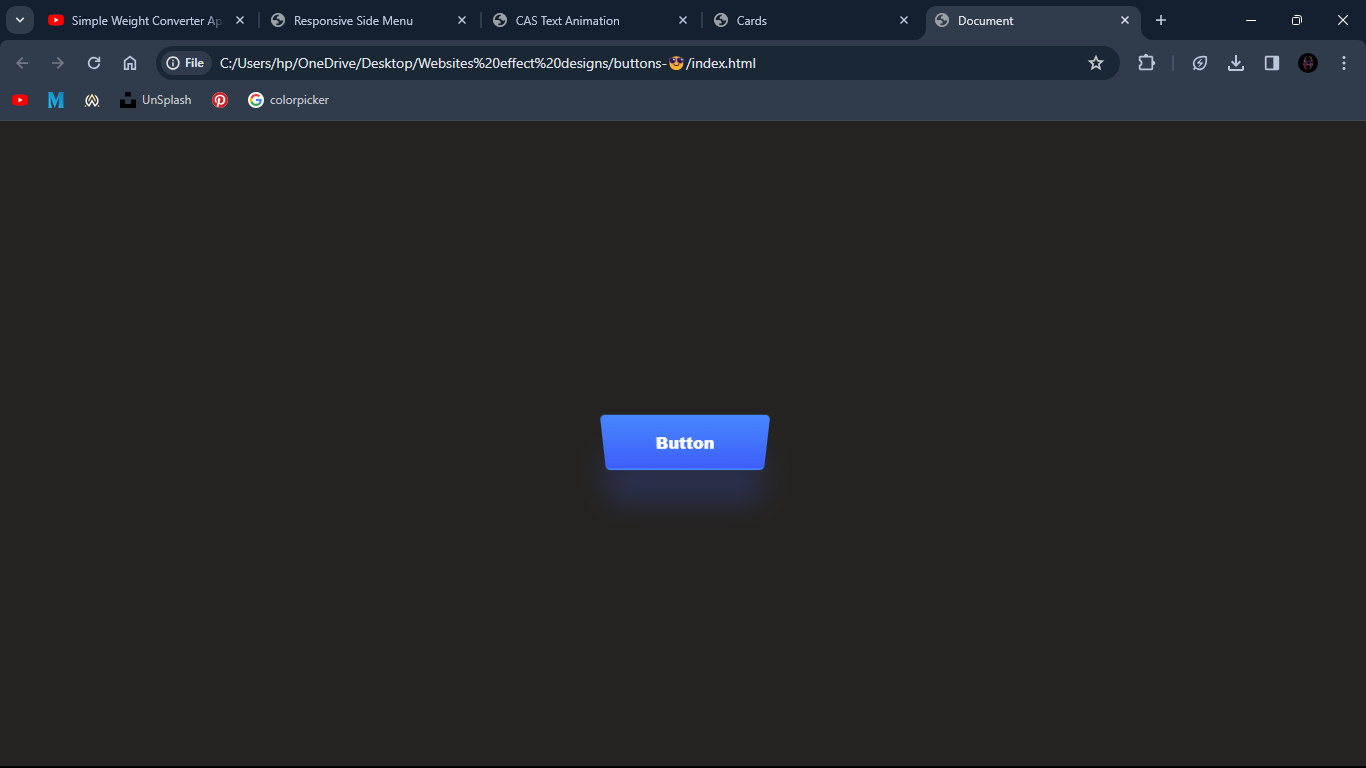 Simple Weight Converter Ap
Responsive Side Menu
CAS Text Animation
Cards
Document
File
C:/Users/hp/OneDrive/Desktop/Websites%20effect%20designs/buttons-😎/index.html
M
UnSplash
colorpicker
Button